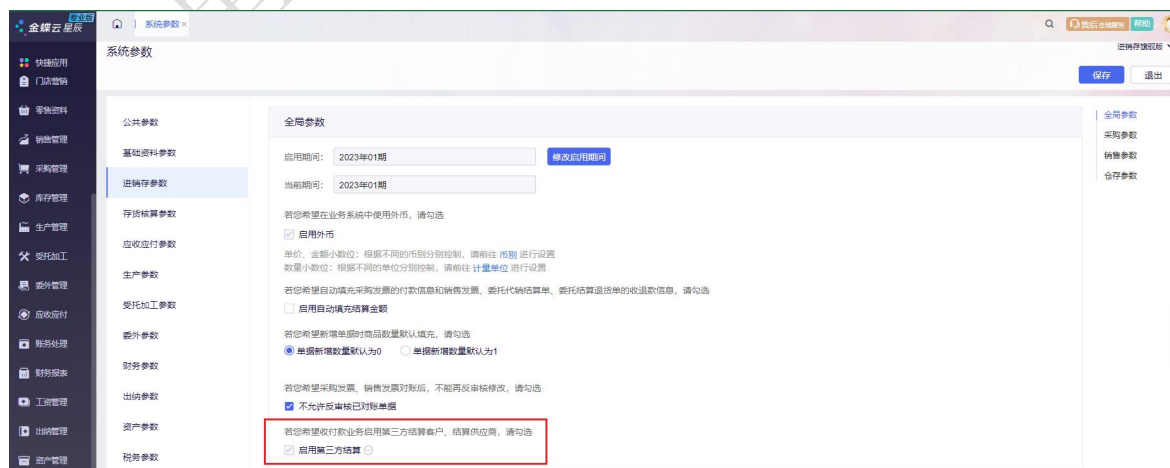 金蝶云星辰 专业版
系统参数 ×
售后在线服务 帮助
系统参数
进销存旗舰版
保存 退出
快捷应用
门店营销
零售资料
销售管理
采购管理
库存管理
生产管理
受托加工
委外管理
应收应付
账务处理
财务报表
工资管理
出纳管理
资产管理
公共参数
基础资料参数
进销存参数
存货核算参数
应收应付参数
生产参数
受托加工参数
委外参数
财务参数
出纳参数
资产参数
税务参数
全局参数
启用期间： 2023年01期 修改启用期间
当前期间： 2023年01期
若您希望在业务系统中使用外币，请勾选
启用外币
单价、金额小数位：根据不同的币别分别控制，请前往 币别 进行设置
数量小数位：根据不同的单位分别控制，请前往 计量单位 进行设置
若您希望自动填充采购发票的付款信息和销售发票、委托代销结算单、委托结算退货单的收退款信息，请勾选
启用自动填充结算金额
若您希望新增单据时商品数量默认填充，请勾选
单据新增数量默认为0 单据新增数量默认为1
若您希望采购发票、销售发票对账后，不能再反审核修改，请勾选
不允许反审核已对账单据
若您希望收付款业务启用第三方结算客户、结算供应商，请勾选
启用第三方结算
全局参数
采购参数
销售参数
仓存参数